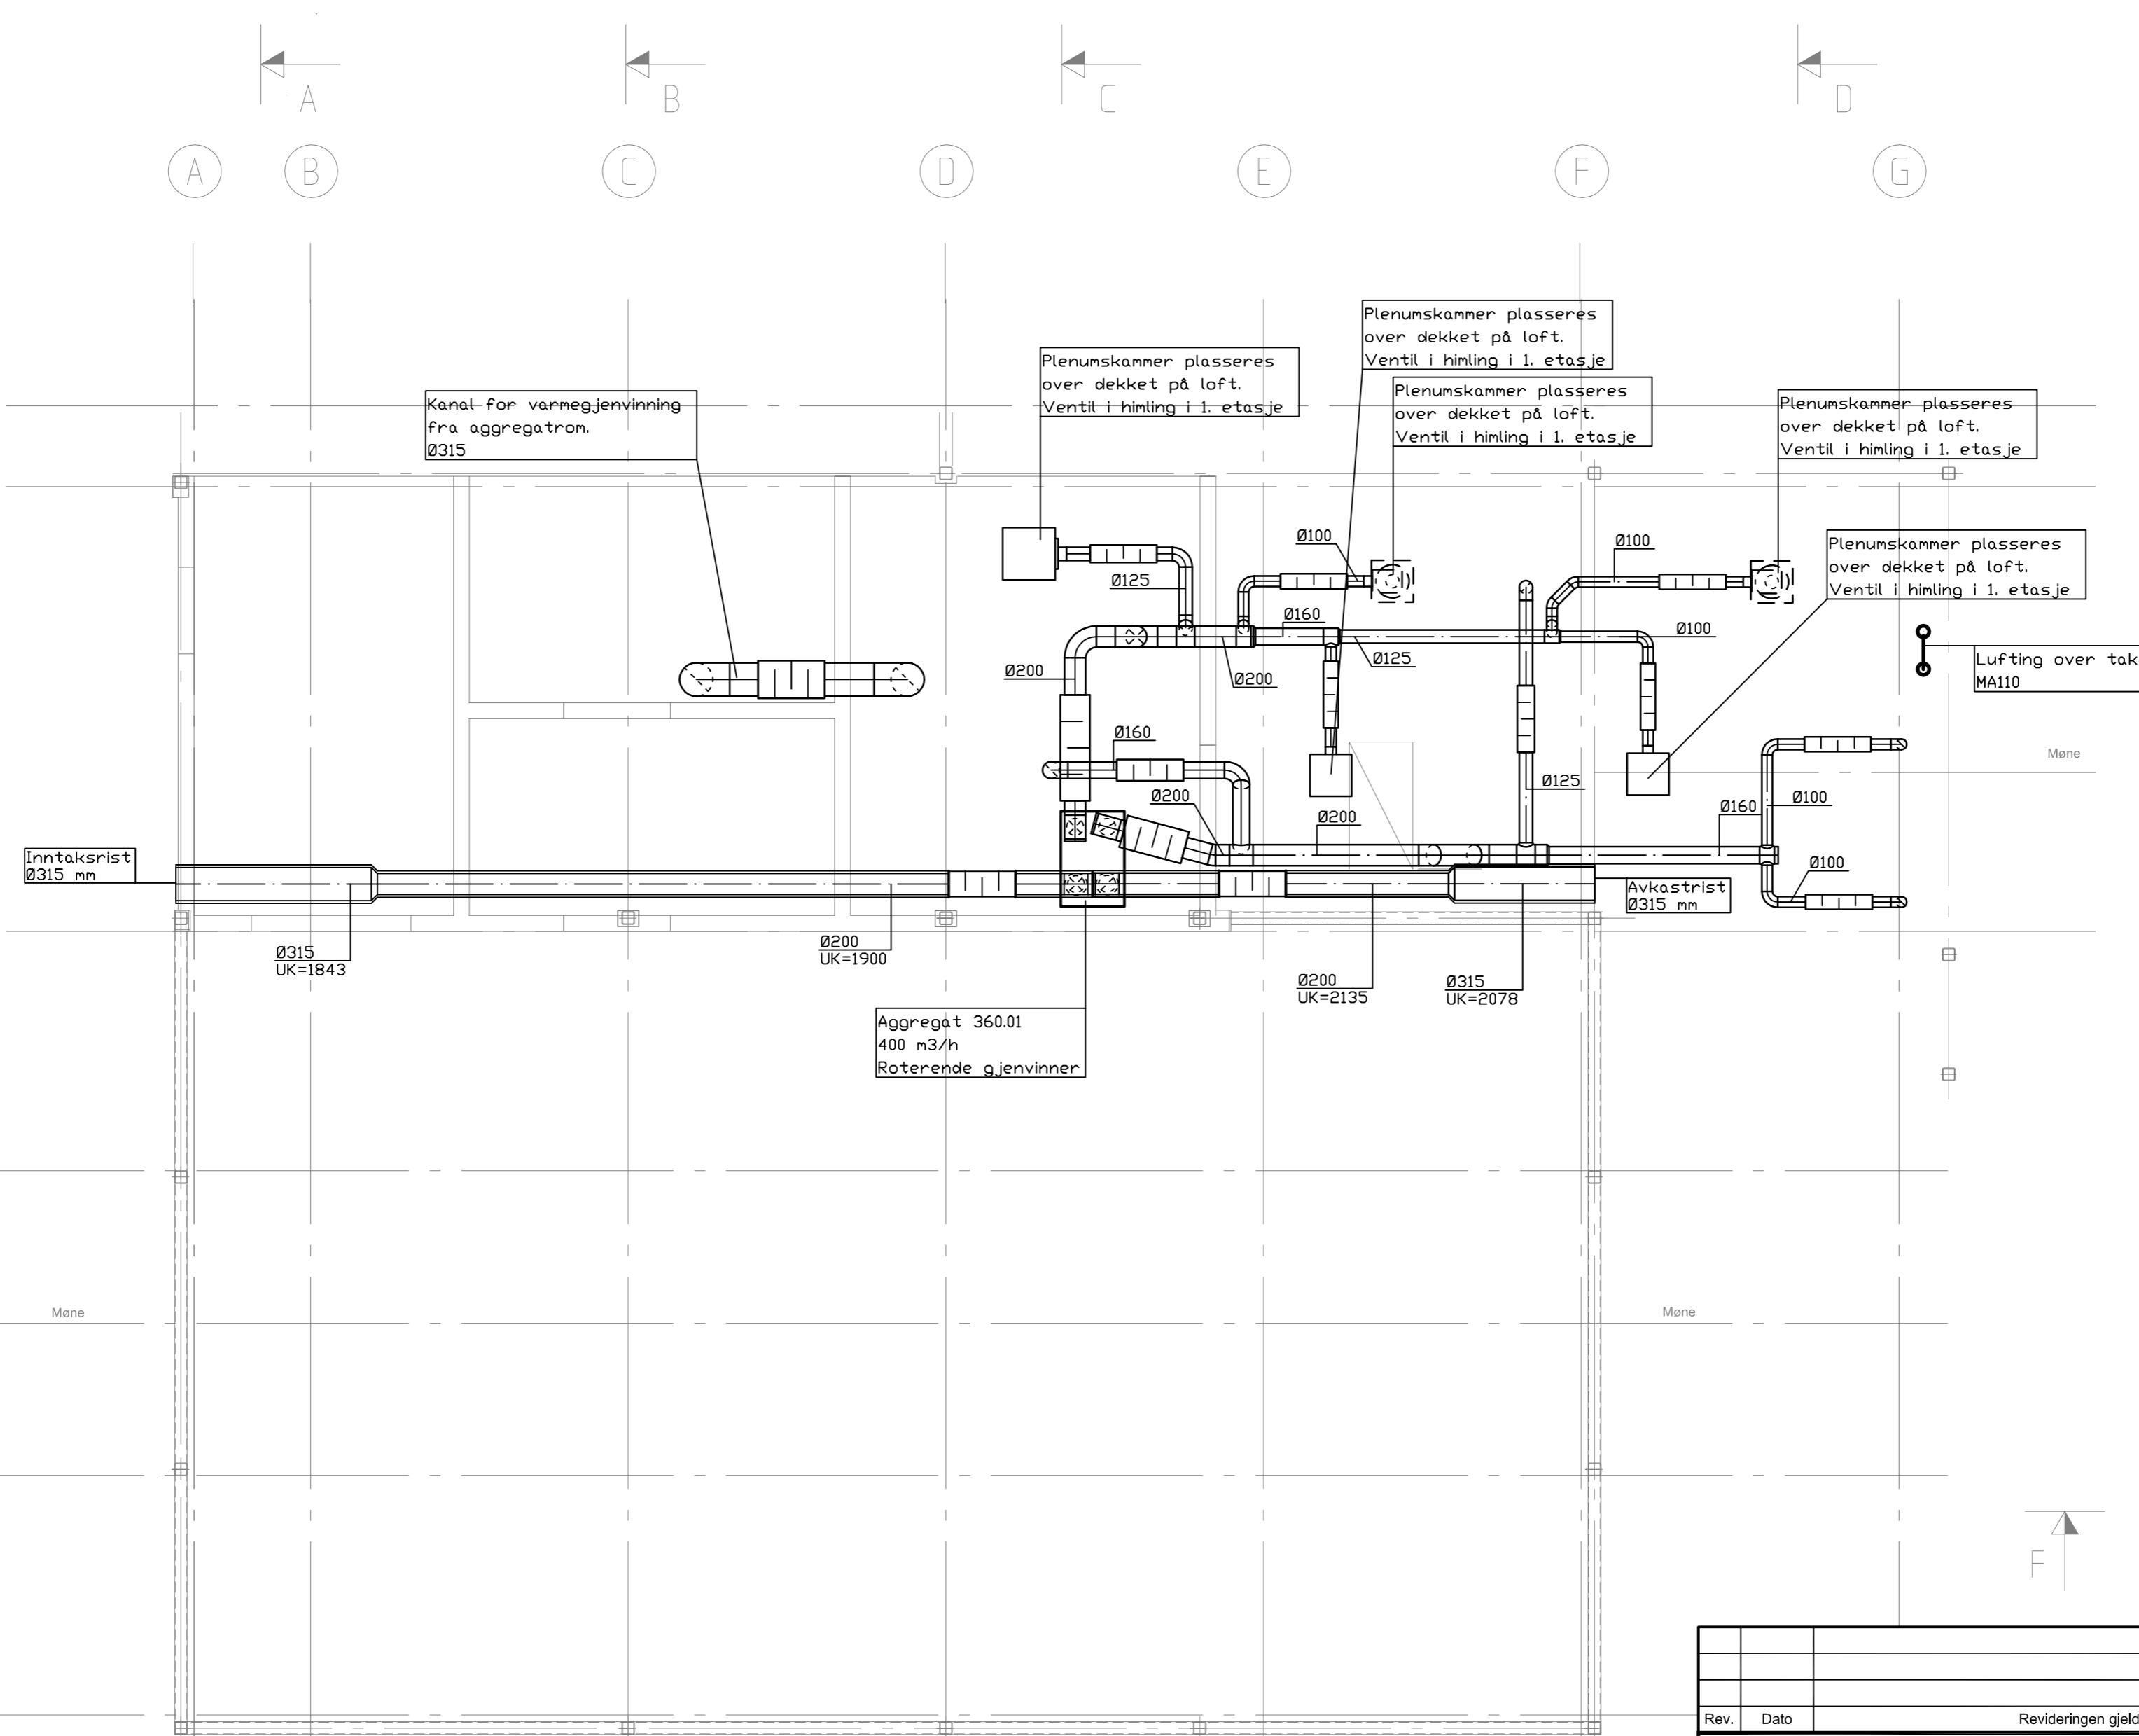 A
B
C
D
A
B
C
D
E
F
G
Plenumskammer plasseres
over dekket på loft.
Ventil i himling i 1. etasje
Plenumskammer plasseres
over dekket på loft.
Ventil i himling i 1. etasje
Plenumskammer plasseres
over dekket på loft.
Ventil i himling i 1. etasje
Kanal for varmegjenvinning
fra aggregatrom.
Ø315
Plenumskammer plasseres
over dekket på loft.
Ventil i himling i 1. etasje
Plenumskammer plasseres
over dekket på loft.
Ventil i himling i 1. etasje
Ø100
Ø100
Ø125
Ø160
Ø100
Ø200
Ø200
Ø125
Lufting over tak
MA110
Ø160
Møne
Ø125
Ø200
Ø200
Ø160
Ø100
Inntaksrist
Ø315 mm
Ø100
Avkastrist
Ø315 mm
Ø315
UK=1843
Ø200
UK=1900
Ø200
UK=2135
Ø315
UK=2078
Aggregat 360.01
400 m3/h
Roterende gjenvinner
Møne
Møne
F
Rev.
Dato
Revideringen gjeld